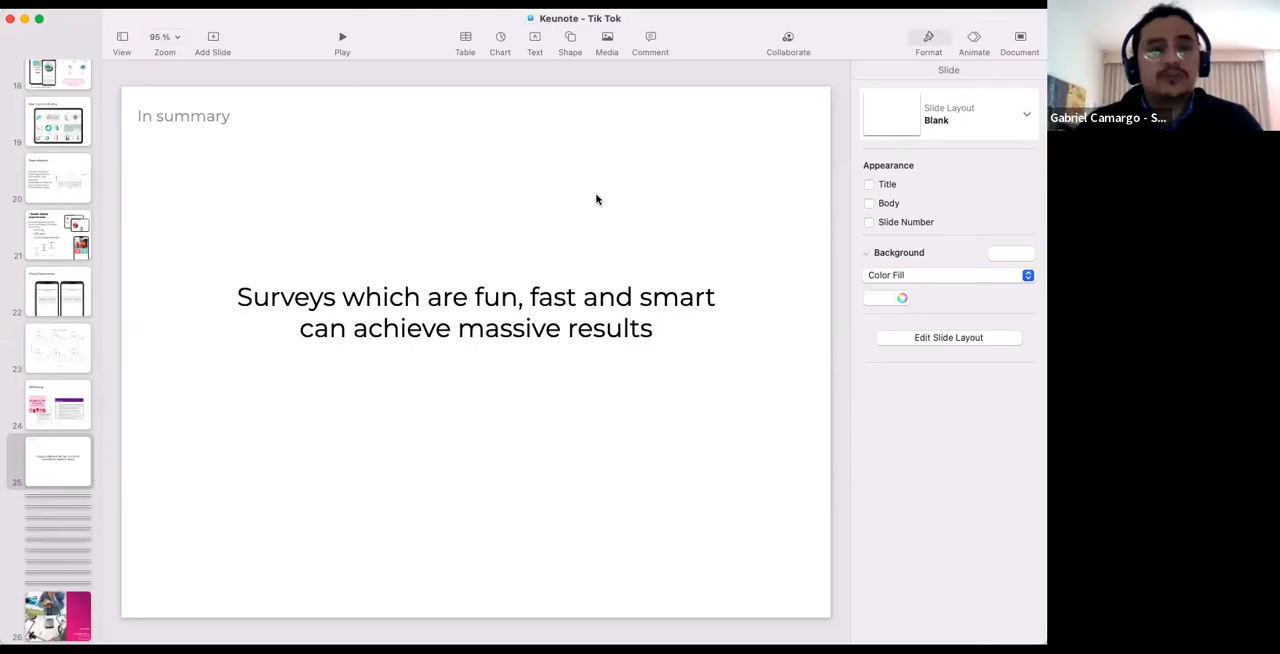 Keunote - Tik Tok
View
95 %
Zoom
Add Slide
Play
Table
Chart
Text
Shape
Media
Comment
Collaborate
Format
Animate
Document
Slide
Slide Layout
Blank
Appearance
Title
Body
Slide Number
Background
Color Fill
Edit Slide Layout
18
19
20
21
22
23
24
25
26
In summary
Surveys which are fun, fast and smart
can achieve massive results
Gabriel Camargo - S...